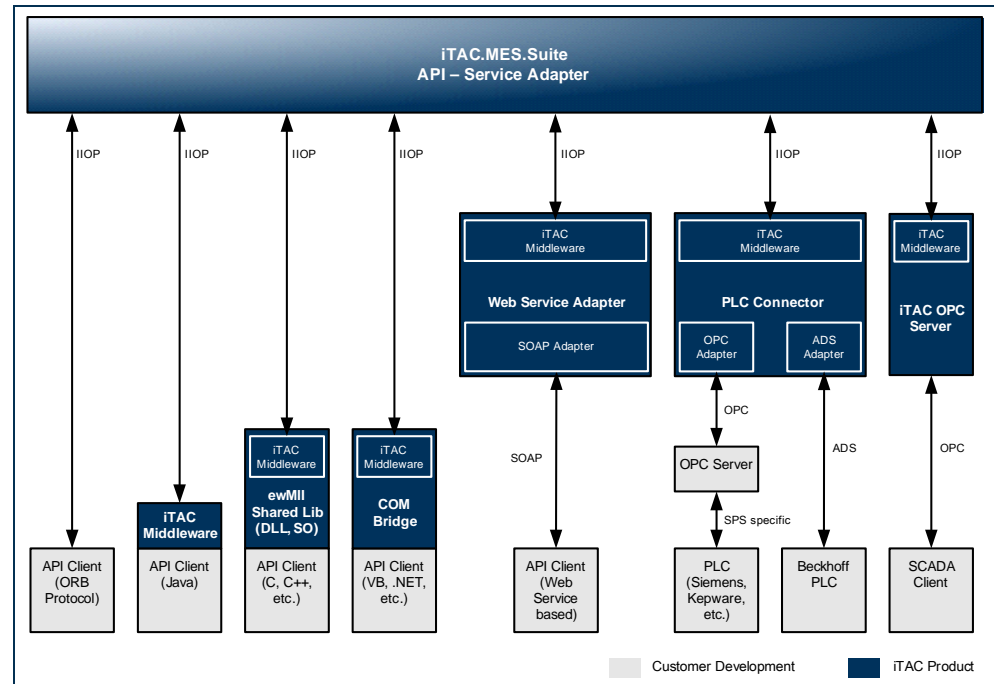 iTAC.MES.Suite
API – Service Adapter
IIOP
IIOP
IIOP
IIOP
IIOP
IIOP
IIOP
iTAC
Middleware
Web Service Adapter
SOAP Adapter
iTAC
Middleware
PLC Connector
OPC
Adapter
ADS
Adapter
iTAC
Middleware
iTAC OPC
Server
iTAC
Middleware
ewMII
Shared Lib
(DLL, SO)
iTAC
Middleware
COM
Bridge
iTAC
Middleware
SOAP
OPC
OPC Server
SPS specific
ADS
OPC
API Client
(ORB
Protocol)
API Client
(Java)
API Client
(C, C++,
etc.)
API Client
(VB, .NET,
etc.)
API Client
(Web
Service
based)
PLC
(Siemens,
Kepware,
etc.)
Beckhoff
PLC
SCADA
Client
Customer Development
iTAC Product